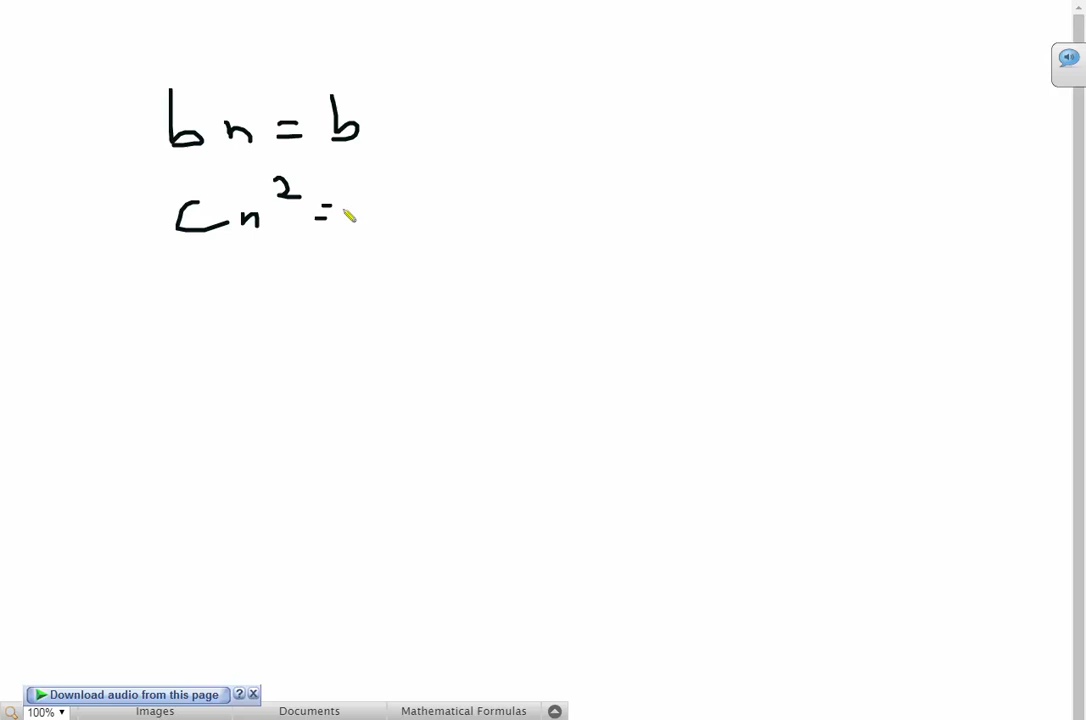 bn = b
cn² =
Download audio from this page ? X
100% ▼ Images Documents Mathematical Formulas